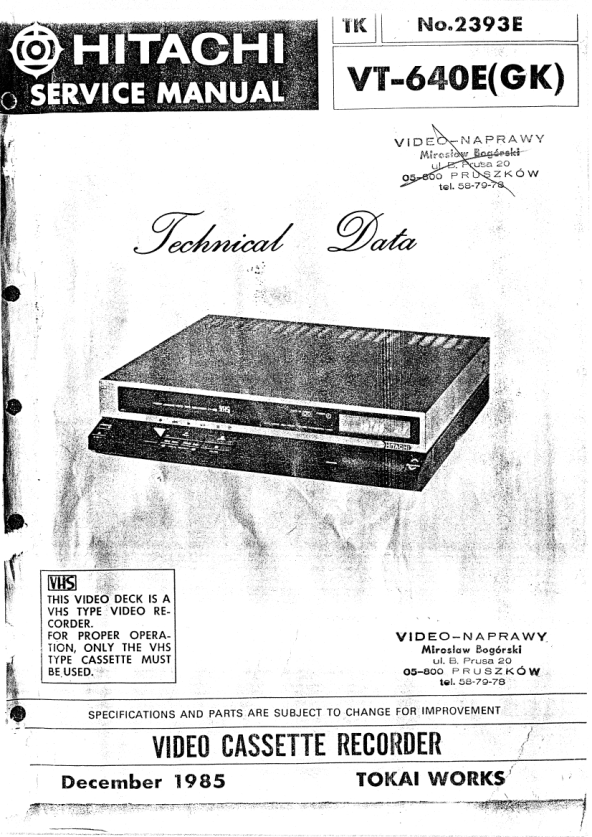 HITACHI
SERVICE MANUAL
TK
No.2393E
VT-640E(GK)
VIDEO-NAPRAWY
Mirosław Bogórski
ul. B. Prusa 20
05-800 PRUSZKÓW
tel. 58-79-78
Technical Data
VHS
HITACHI
VHS
THIS VIDEO DECK IS A
VHS TYPE VIDEO RE-
CORDER.
FOR PROPER OPERA-
TION, ONLY THE VHS
TYPE CASSETTE MUST
BE USED.
VIDEO-NAPRAWY
Mirosław Bogórski
ul. B. Prusa 20
05-800 PRUSZKÓW
tel. 58-79-78
SPECIFICATIONS AND PARTS ARE SUBJECT TO CHANGE FOR IMPROVEMENT
VIDEO CASSETTE RECORDER
December 1985
TOKAI WORKS